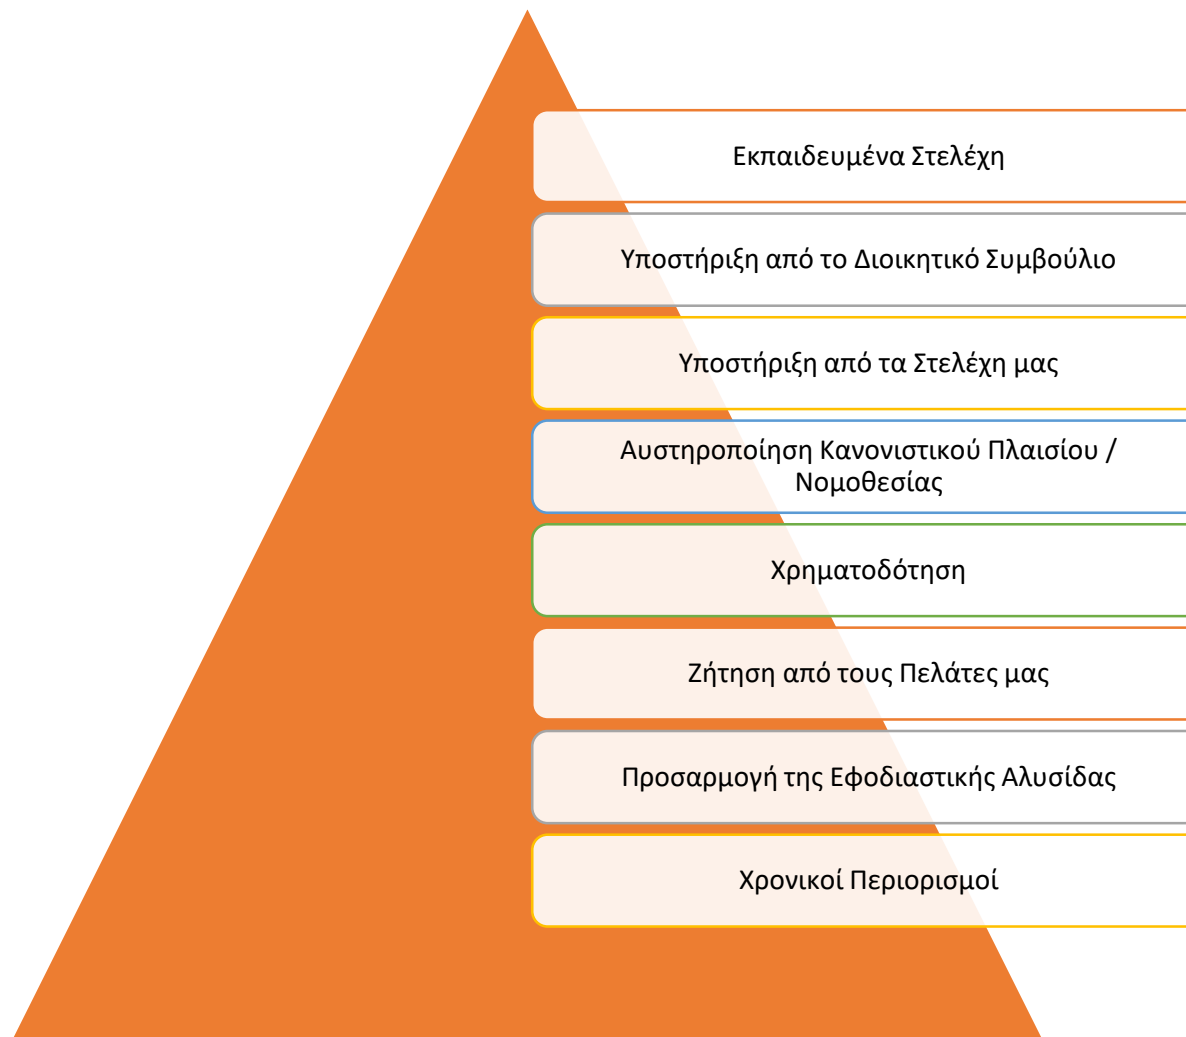 Εκπαιδευμένα Στελέχη
Υποστήριξη από το Διοικητικό Συμβούλιο
Υποστήριξη από τα Στελέχη μας
Αυστηροποίηση Κανονιστικού Πλαισίου /
Νομοθεσίας
Χρηματοδότηση
Ζήτηση από τους Πελάτες μας
Προσαρμογή της Εφοδιαστικής Αλυσίδας
Χρονικοί Περιορισμοί